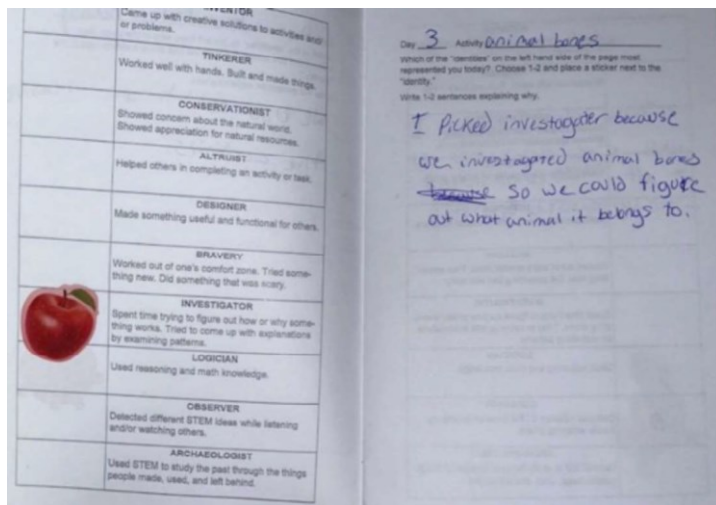 INVENTOR
Came up with creative solutions to activities and/
or problems.
TINKERER
Worked well with hands. Built and made things.
CONSERVATIONIST
Showed concern about the natural world.
Showed appreciation for natural resources.
ALTRUIST
Helped others in completing an activity or task.
DESIGNER
Made something useful and functional for others.
BRAVERY
Worked out of one's comfort zone. Tried some-
thing new. Did something that was scary.
INVESTIGATOR
Spent time trying to figure out how or why some-
thing works. Tried to come up with explanations
by examining patterns.
LOGICIAN
Used reasoning and math knowledge.
OBSERVER
Detected different STEM ideas while listening
and/or watching others.
ARCHAEOLOGIST
Used STEM to study the past through the things
people made, used, and left behind.
Day 3 Activity animal bones
Which of the "identities" on the left hand side of the page most
represented you today? Choose 1-2 and place a sticker next to the
"identity."
Write 1-2 sentences explaining why.
I Picked investogater because
we investogated animal bones
because so we could figure
out what animal it belongs to.